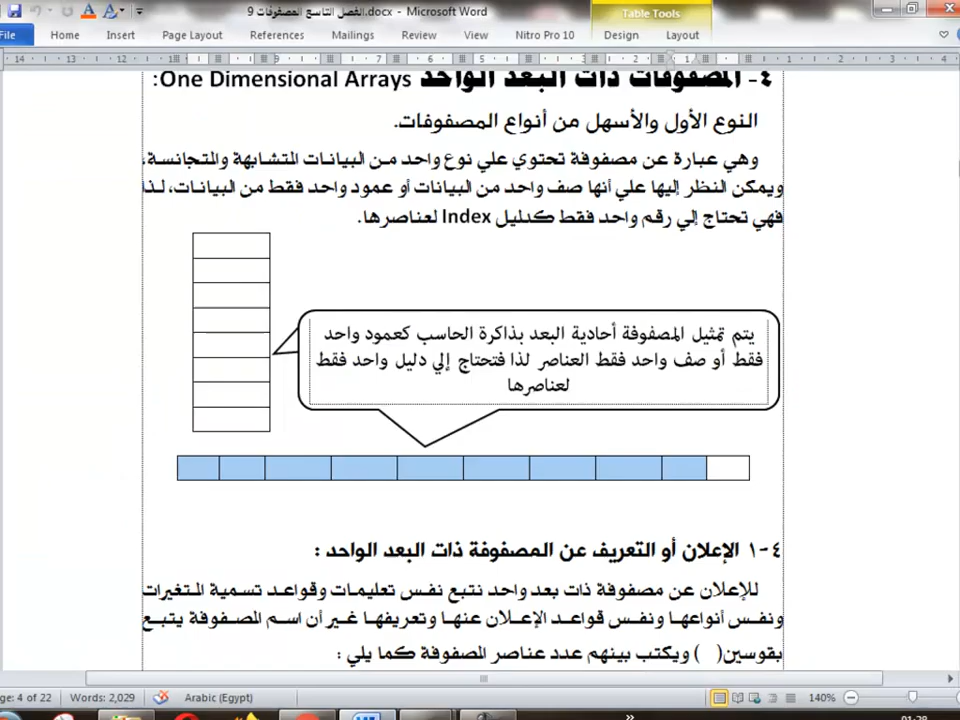 الفصل التاسع المصفوفات 9.docx - Microsoft Word
Table Tools
File Home Insert Page Layout References Mailings Review View Nitro Pro 10 Design Layout
٤- المصفوفات ذات البعد الواحد One Dimensional Arrays:
النوع الأول والأسهل من أنواع المصفوفات.
وهي عبارة عن مصفوفة تحتوي علي نوع واحد من البيانات المتشابهة والمتجانسة،
ويمكن النظر إليها علي أنها صف واحد من البيانات أو عمود واحد فقط من البيانات، لذا
فهي تحتاج إلي رقم واحد فقط كدليل Index لعناصرها.
يتم تمثيل المصفوفة أحادية البعد بذاكرة الحاسب كعمود واحد
فقط أو صف واحد فقط العناصر لذا فتحتاج إلي دليل واحد فقط
لعناصرها
٤-١ الإعلان أو التعريف عن المصفوفة ذات البعد الواحد :
للإعلان عن مصفوفة ذات بعد واحد نتبع نفس تعليمات وقواعد تسمية المتغيرات
ونفس أنواعها ونفس قواعد الإعلان عنها وتعريفها غير أن اسم المصفوفة يتبع
بقوسين( ) ويكتب بينهم عدد عناصر المصفوفة كما يلي :
age: 4 of 22 Words: 2,029 Arabic (Egypt) 140%